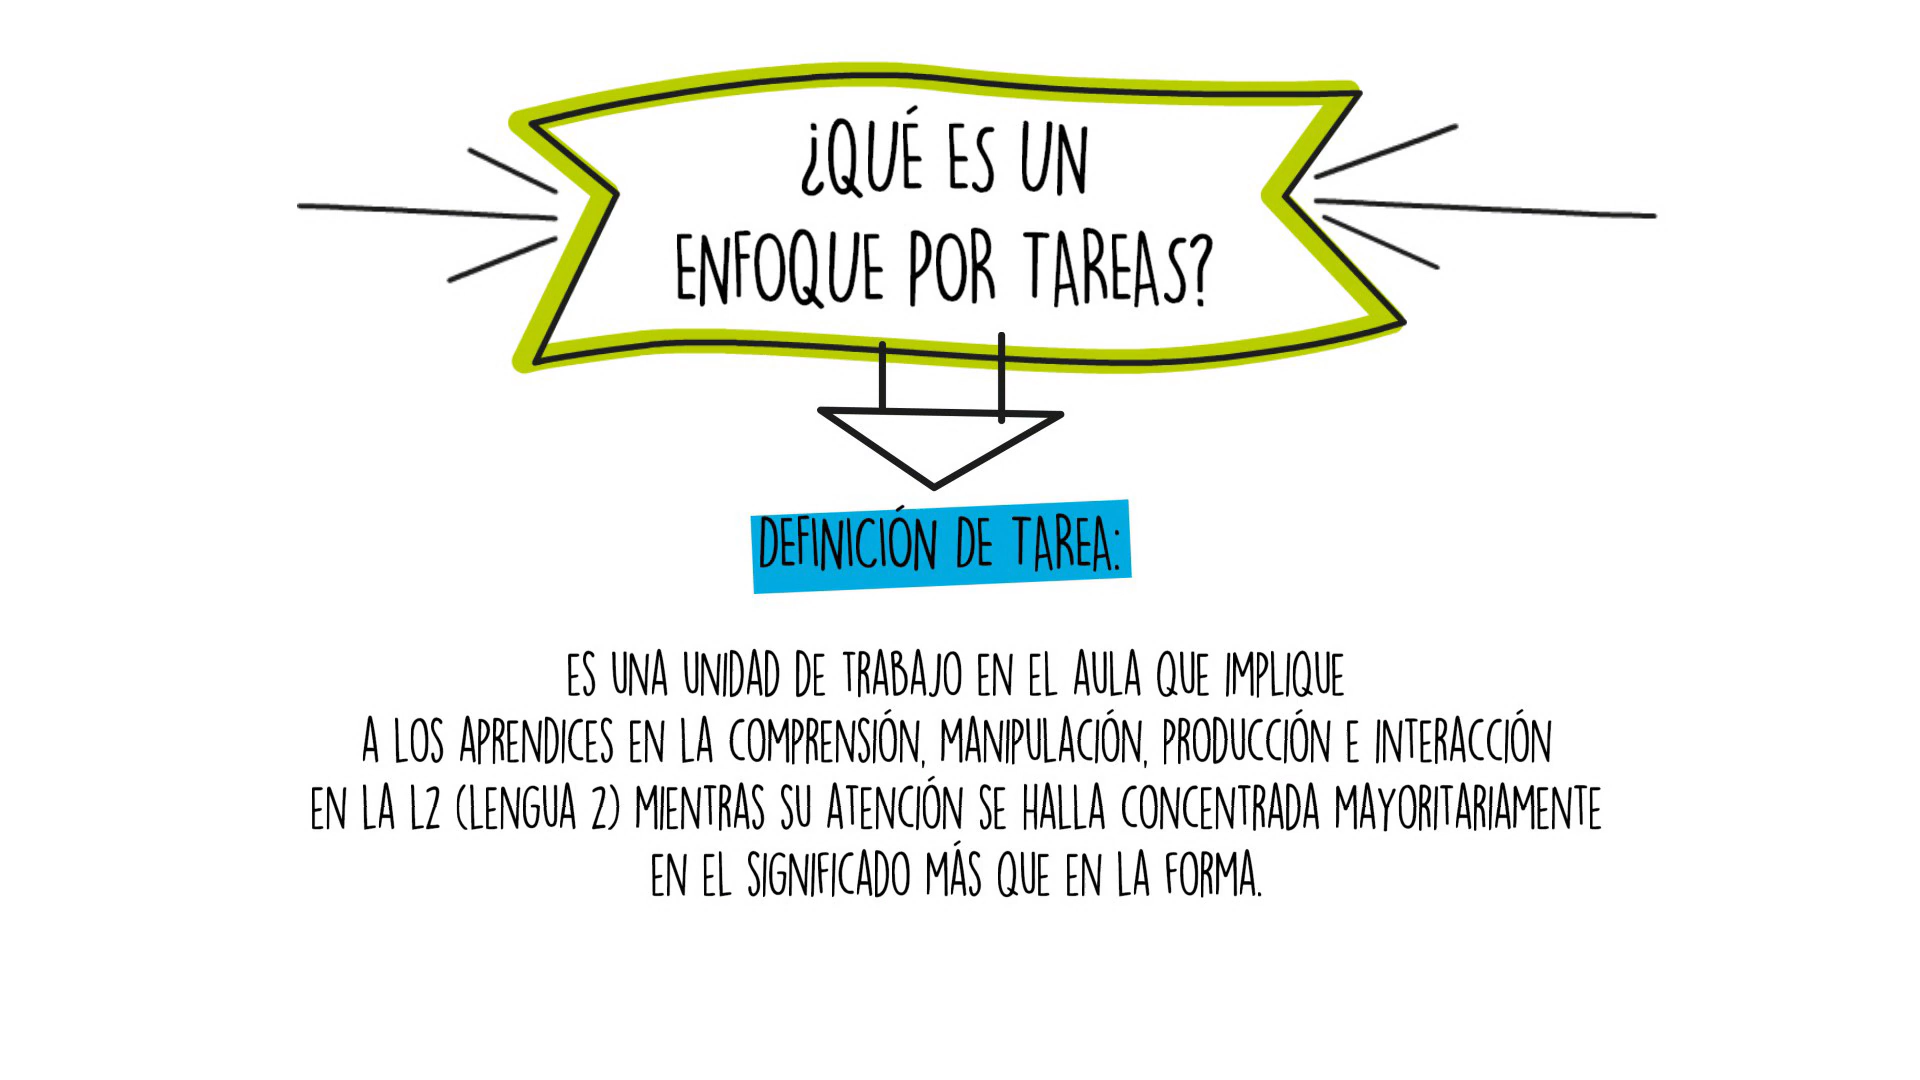 ¿QUÉ ES UN
ENFOQUE POR TAREAS?
DEFINICIÓN DE TAREA:
ES UNA UNIDAD DE TRABAJO EN EL AULA QUE IMPLIQUE
A LOS APRENDICES EN LA COMPRENSIÓN, MANIPULACIÓN, PRODUCCIÓN E INTERACCIÓN
EN LA L2 (LENGUA 2) MIENTRAS SU ATENCIÓN SE HALLA CONCENTRADA MAYORITARIAMENTE
EN EL SIGNIFICADO MÁS QUE EN LA FORMA.